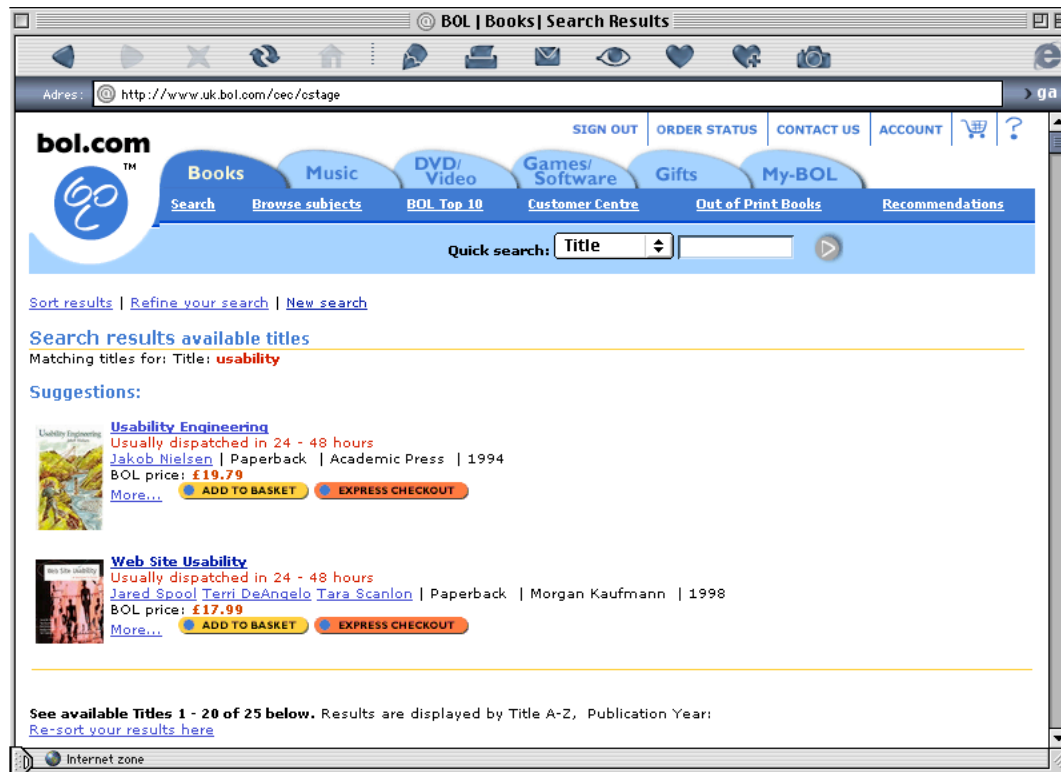 BOL | Books| Search Results
Adres: http://www.uk.bol.com/cec/cstage ga
SIGN OUT ORDER STATUS CONTACT US ACCOUNT ?
bol.com
TM
Books Music DVD/ Video Games/ Software Gifts My-BOL
Search Browse subjects BOL Top 10 Customer Centre Out of Print Books Recommendations
Quick search: Title
Sort results | Refine your search | New search
Search results available titles
Matching titles for: Title: usability
Suggestions:
Usability Engineering
Usability Engineering
Usually dispatched in 24 - 48 hours
Jakob Nielsen | Paperback | Academic Press | 1994
BOL price: £19.79
More... ADD TO BASKET EXPRESS CHECKOUT
Web Site Usability
Web Site Usability
Usually dispatched in 24 - 48 hours
Jared Spool Terri DeAngelo Tara Scanlon | Paperback | Morgan Kaufmann | 1998
BOL price: £17.99
More... ADD TO BASKET EXPRESS CHECKOUT
See available Titles 1 - 20 of 25 below. Results are displayed by Title A-Z, Publication Year:
Re-sort your results here
Internet zone